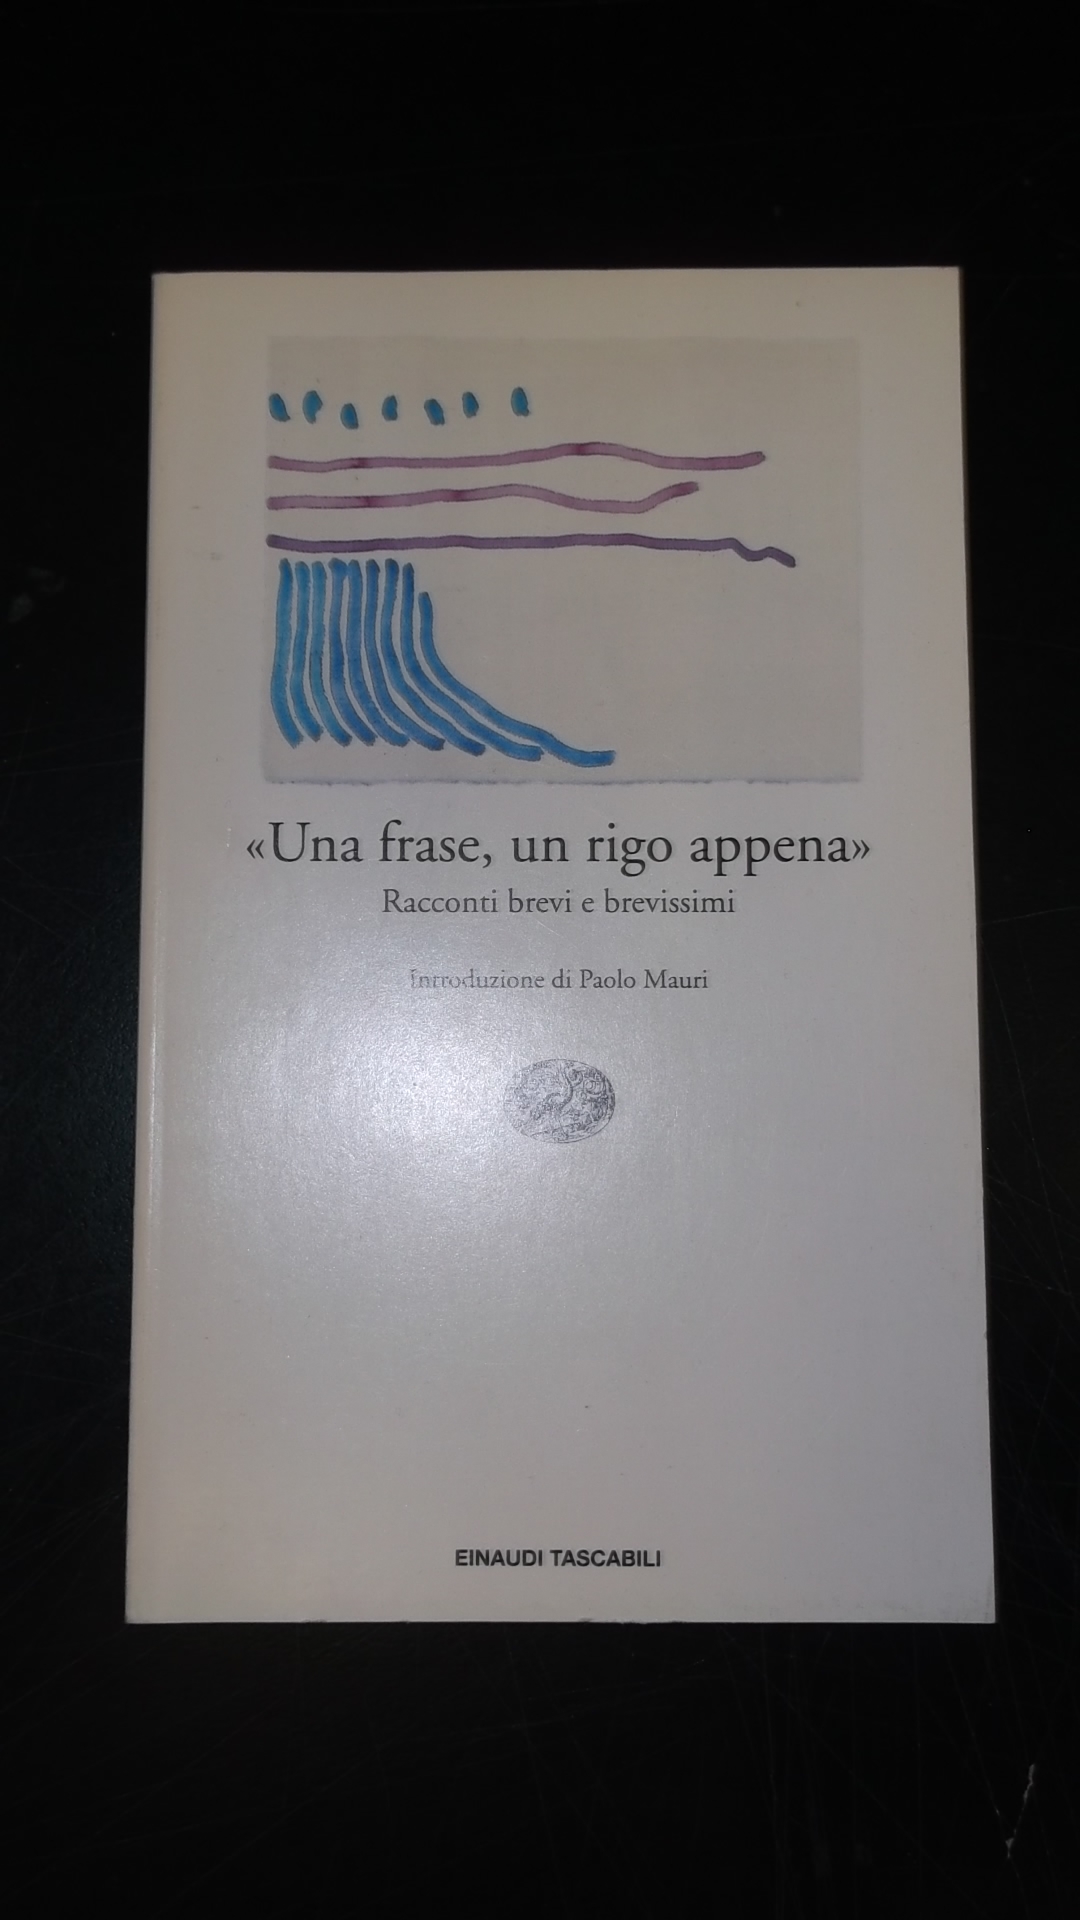 «Una frase, un rigo appena»
Racconti brevi e brevissimi
Introduzione di Paolo Mauri
EINAUDI TASCABILI